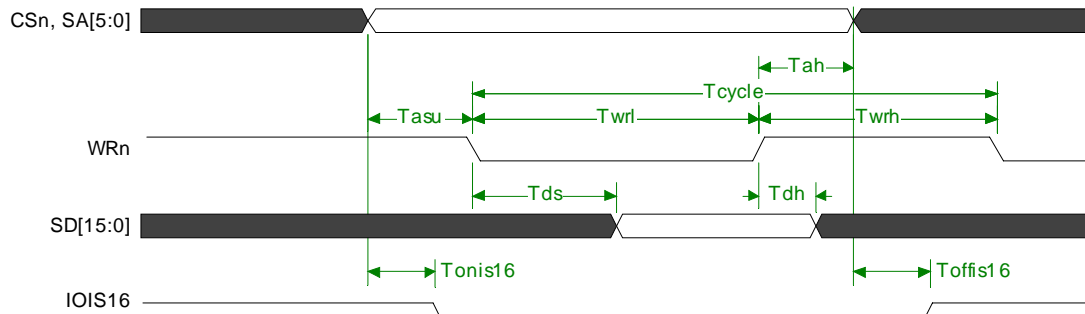 CSn, SA[5:0]
Tah
Tcycle
Tasu Twrl Twrh
WRn
Tds Tdh
SD[15:0]
Tonis16 Toffis16
IOIS16